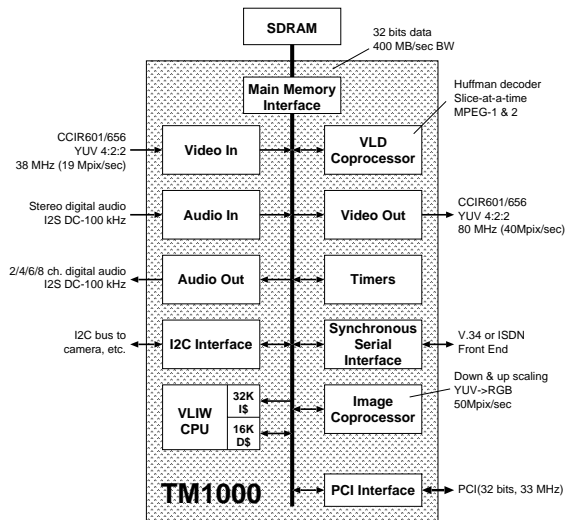 SDRAM
32 bits data
400 MB/sec BW
Main Memory
Interface
Huffman decoder
Slice-at-a-time
MPEG-1 & 2
CCIR601/656
YUV 4:2:2
38 MHz (19 Mpix/sec)
Video In
VLD
Coprocessor
Stereo digital audio
I2S DC-100 kHz
Audio In
Video Out
CCIR601/656
YUV 4:2:2
80 MHz (40Mpix/sec)
2/4/6/8 ch. digital audio
I2S DC-100 kHz
Audio Out
Timers
I2C bus to
camera, etc.
I2C Interface
Synchronous
Serial
Interface
V.34 or ISDN
Front End
Down & up scaling
YUV->RGB
50Mpix/sec
VLIW
CPU
32K
I$
16K
D$
Image
Coprocessor
TM1000
PCI Interface
PCI(32 bits, 33 MHz)